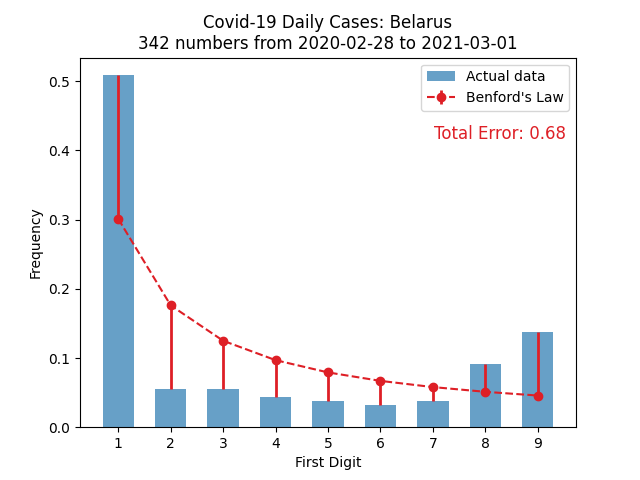 Covid-19 Daily Cases: Belarus
342 numbers from 2020-02-28 to 2021-03-01
Actual data
Benford's Law
Total Error: 0.68
Frequency
0.5
0.4
0.3
0.2
0.1
0.0
1 2 3 4 5 6 7 8 9
First Digit